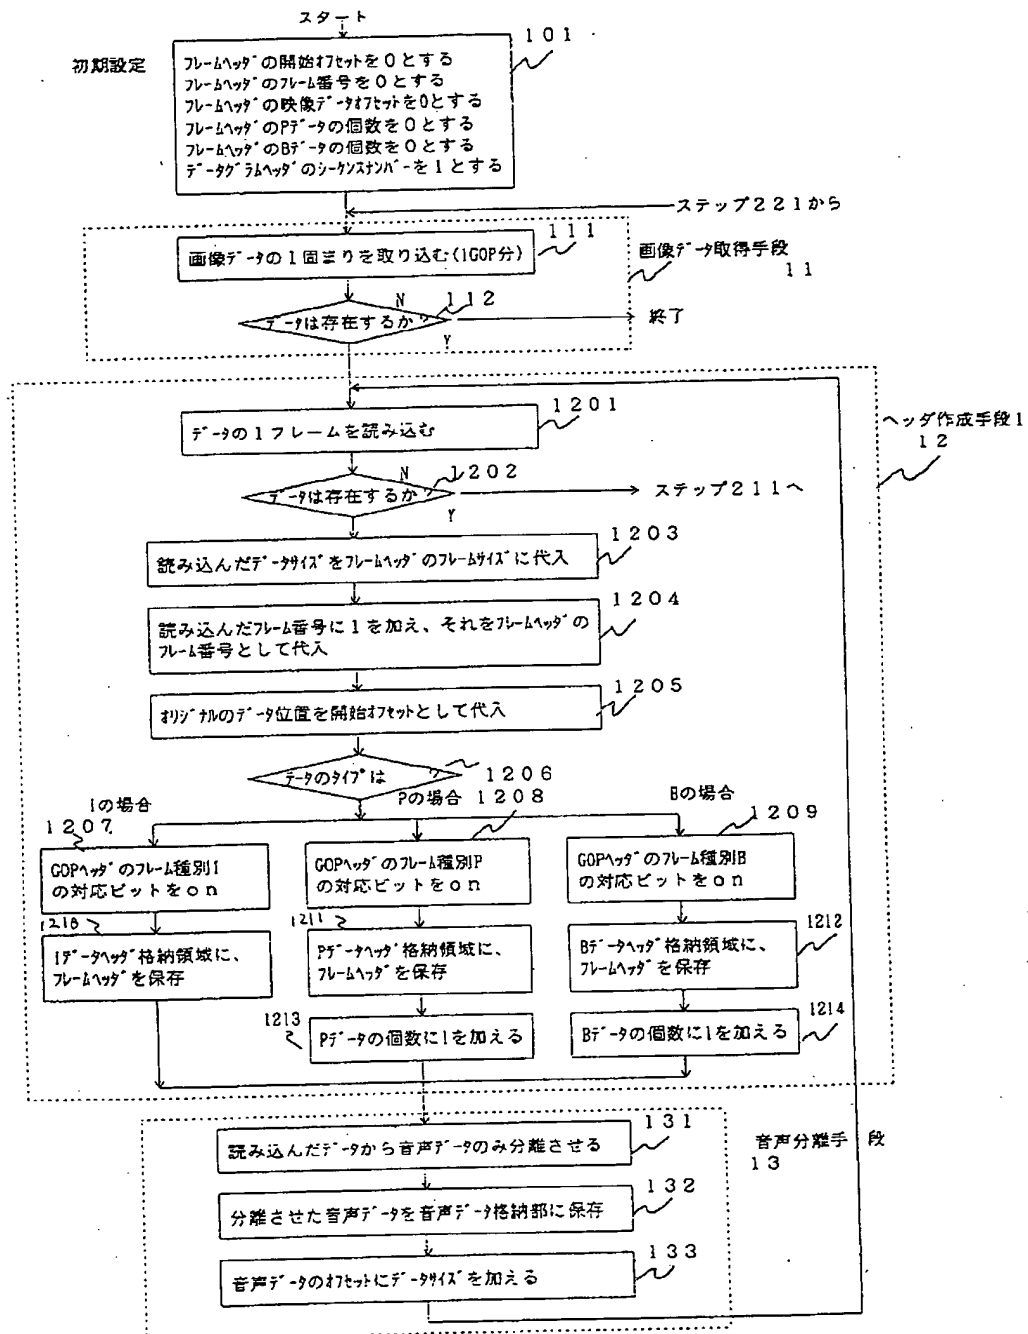 スタート
101
初期設定
フレームヘッダの開始オフセットを0とする
フレームヘッダのフレーム番号を0とする
フレームヘッダの映像データオフセットを0とする
フレームヘッダのPデータの個数を0とする
フレームヘッダのBデータの個数を0とする
データグラムヘッダのシーケンスナンバーを1とする
ステップ221から
111
画像データの1固まりを取り込む(1GOP分)
画像データ取得手段
11
N
112
データは存在するか?
終了
Y
1201
データの1フレームを読み込む
ヘッダ作成手段1
12
N
1202
データは存在するか?
ステップ211へ
Y
1203
読み込んだデータサイズをフレームヘッダのフレームサイズに代入
1204
読み込んだフレーム番号に1を加え、それをフレームヘッダの
フレーム番号として代入
1205
オリジナルのデータ位置を開始オフセットとして代入
1206
データのタイプは?
Iの場合
Pの場合
Bの場合
1207
1208
1209
GOPヘッダのフレーム種別I
の対応ビットをon
GOPヘッダのフレーム種別P
の対応ビットをon
GOPヘッダのフレーム種別B
の対応ビットをon
1210
1211
1212
Iデータヘッダ格納領域に、
フレームヘッダを保存
Pデータヘッダ格納領域に、
フレームヘッダを保存
Bデータヘッダ格納領域に、
フレームヘッダを保存
1213
Pデータの個数に1を加える
1214
Bデータの個数に1を加える
131
読み込んだデータから音声データのみ分離させる
音声分離手段
13
132
分離させた音声データを音声データ格納部に保存
133
音声データのオフセットにデータサイズを加える